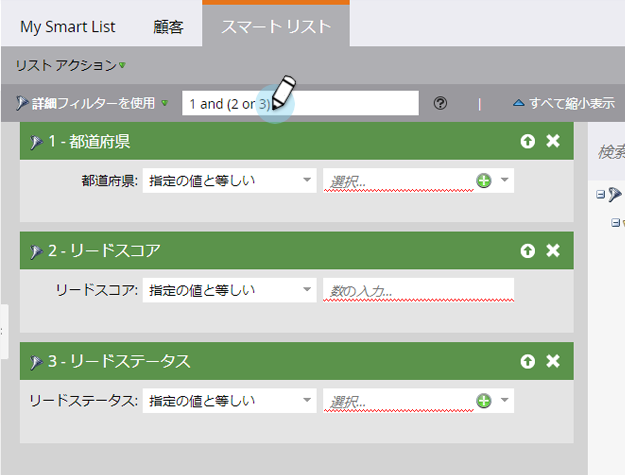 My Smart List 顧客 スマート リスト
リスト アクション
詳細フィルターを使用 1 and (2 or 3) ? | すべて縮小表示
1 - 都道府県
検索
都道府県: 指定の値と等しい 選択...
2 - リードスコア
リードスコア: 指定の値と等しい 数の入力...
3 - リードステータス
リードステータス: 指定の値と等しい 選択...